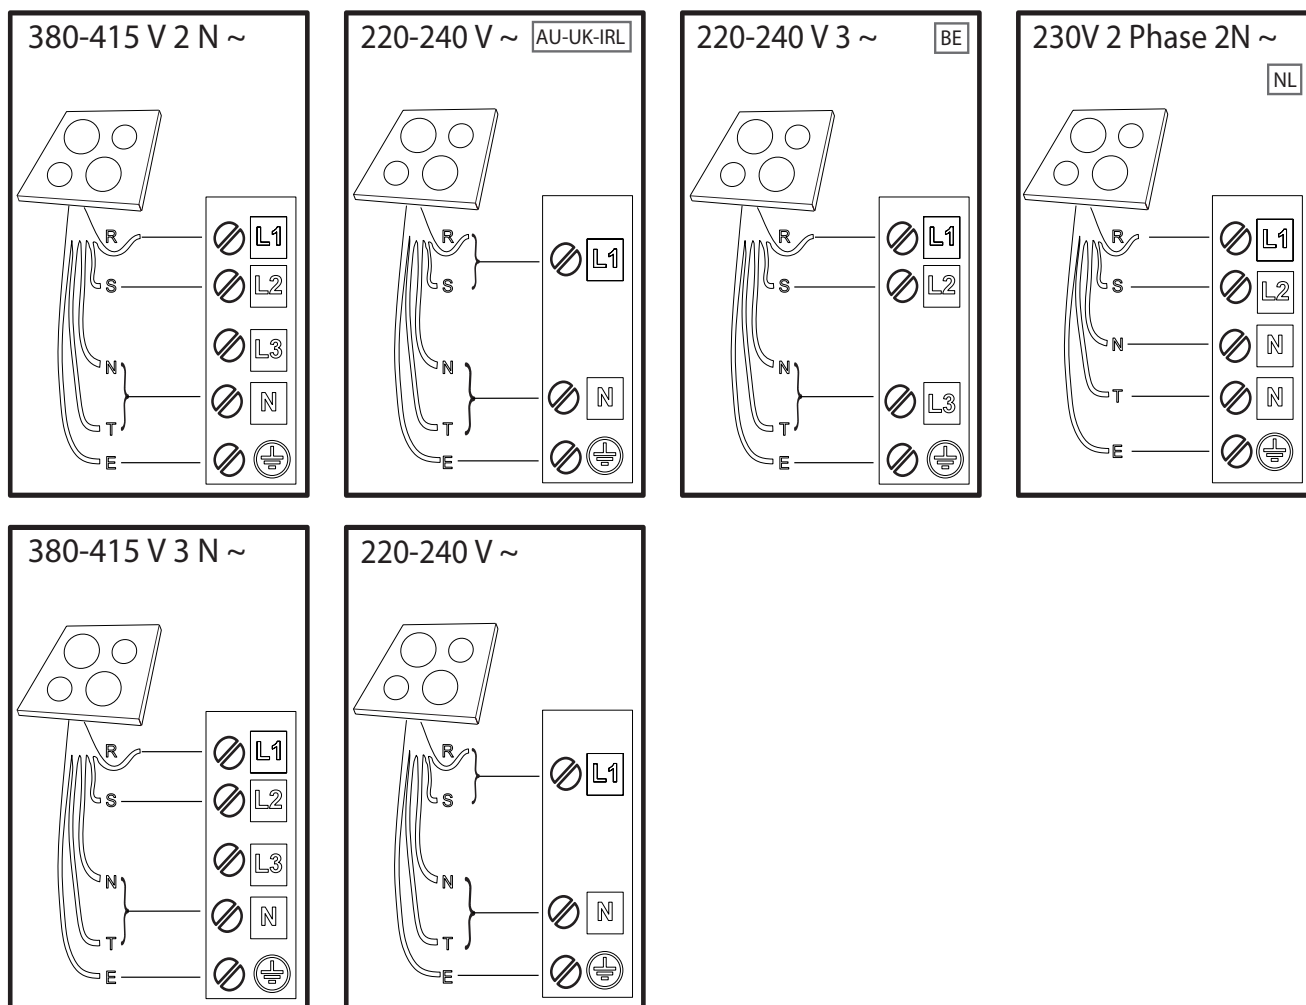 380-415 V 2 N ~
R L1
S L2
L3
N
N
T
E
220-240 V ~ AU-UK-IRL
R
L1
S
N
N
T
E
220-240 V 3 ~ BE
R L1
S L2
N
L3
T
E
230V 2 Phase 2N ~
NL
R L1
S L2
N N
T N
E
380-415 V 3 N ~
R L1
S L2
L3
N
N
T
E
220-240 V ~
R
L1
S
N
N
T
E